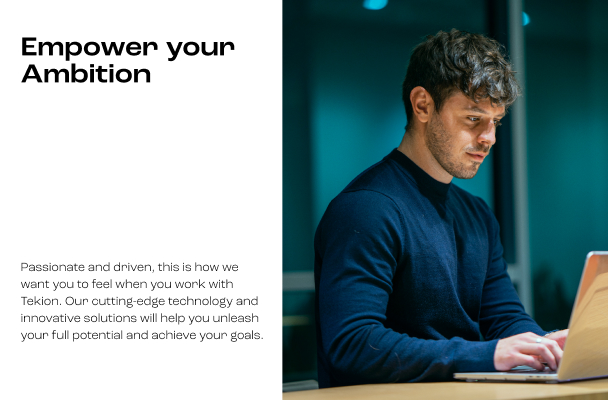 Empower your
Ambition
Passionate and driven, this is how we
want you to feel when you work with
Tekion. Our cutting-edge technology and
innovative solutions will help you unleash
your full potential and achieve your goals.